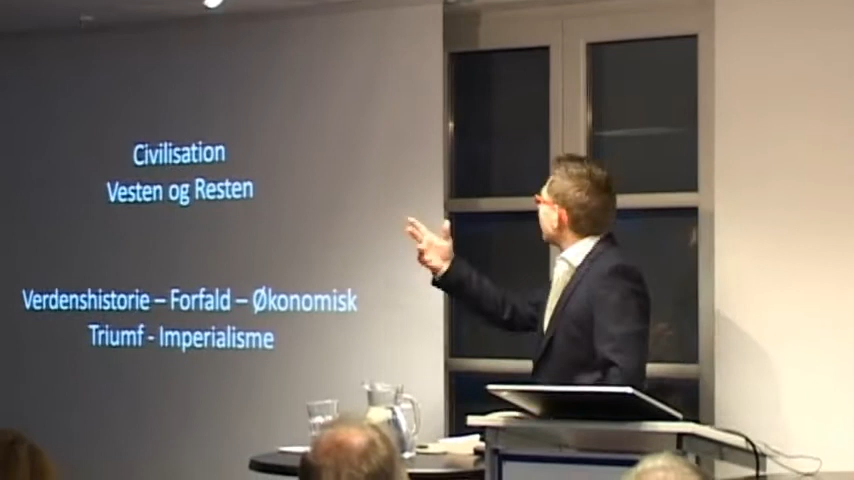 Civilisation
Vesten og Resten
Verdenshistorie – Forfald – Økonomisk
Triumf - Imperialisme